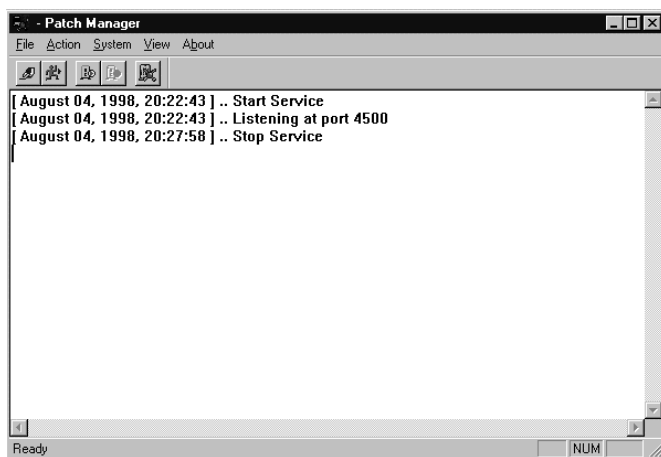 - Patch Manager
File Action System View About
[ August 04, 1998, 20:22:43 ] .. Start Service
[ August 04, 1998, 20:22:43 ] .. Listening at port 4500
[ August 04, 1998, 20:27:58 ] .. Stop Service
Ready NUM